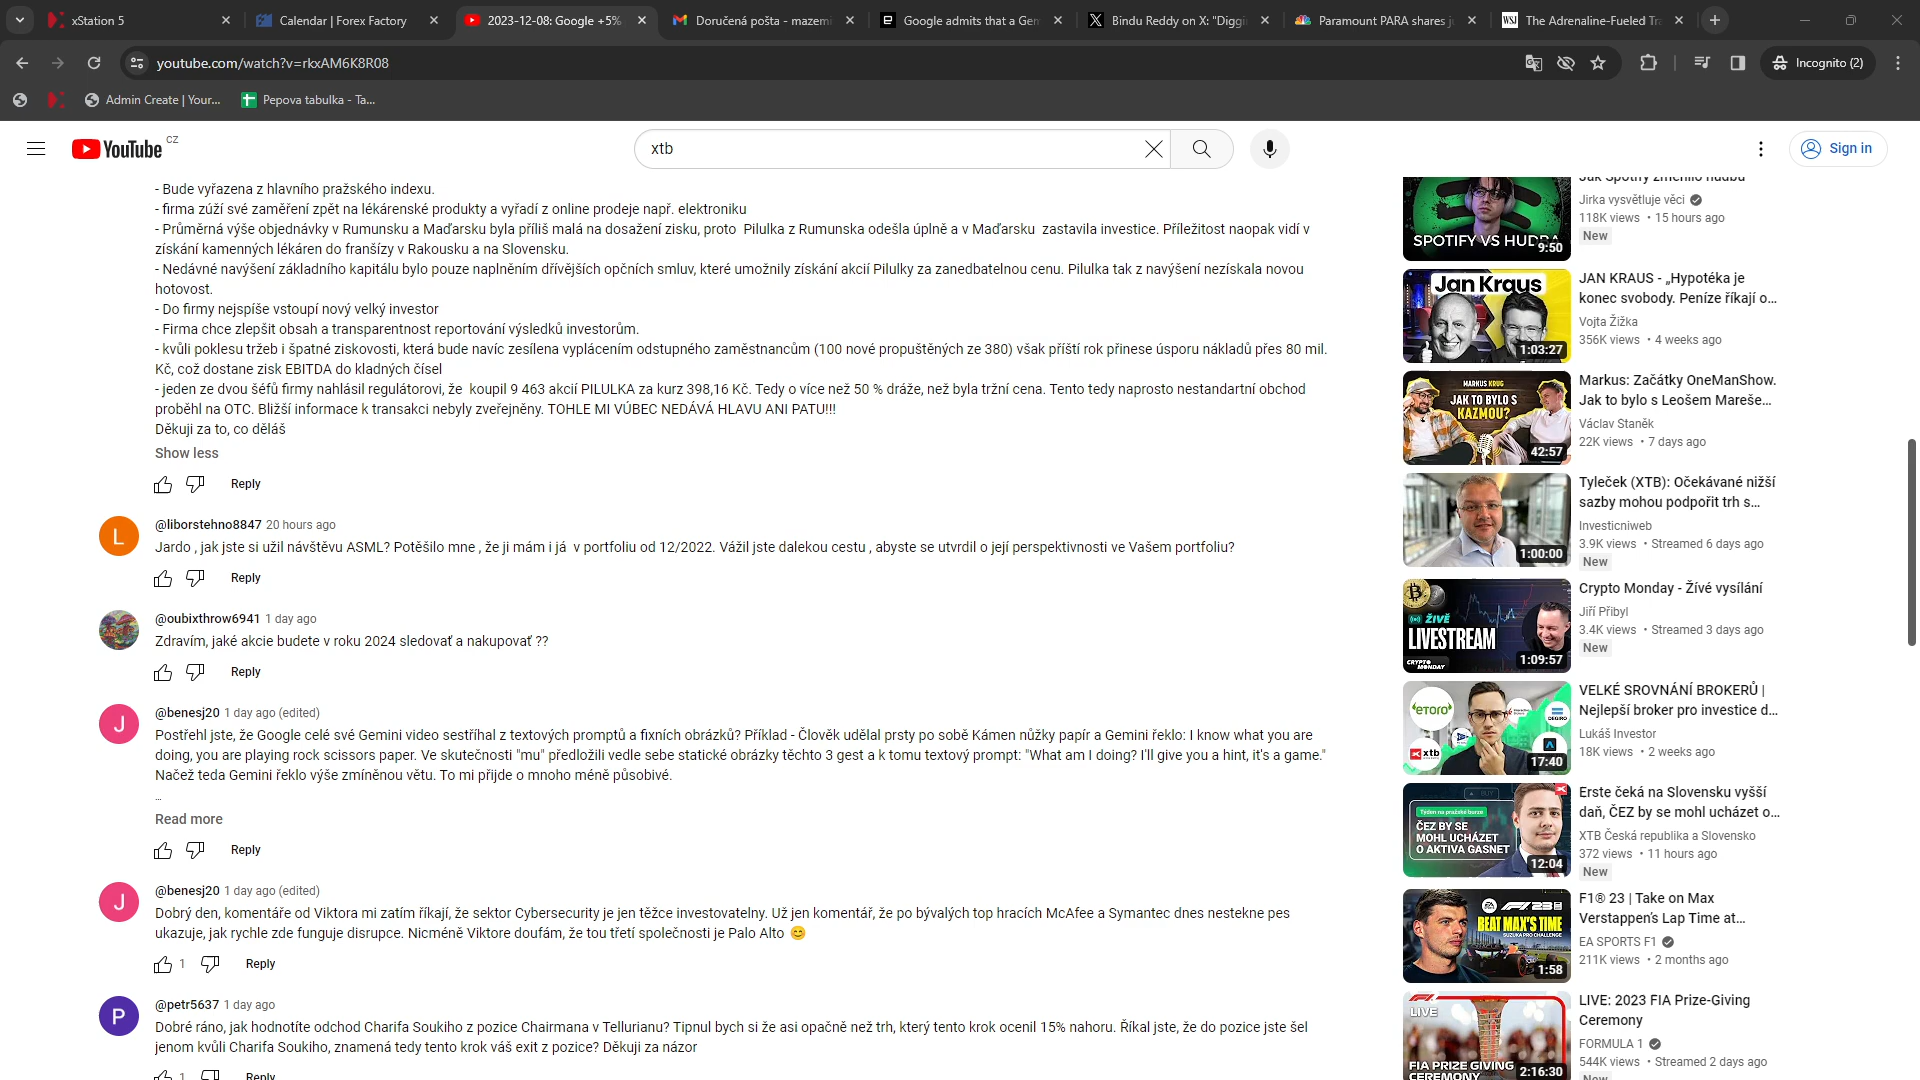 xStation 5
Calendar | Forex Factory
2023-12-08: Google +5%
Doručená pošta - mazemi
Google admits that a Gem
Bindu Reddy on X: "Diggi
Paramount PARA shares j
WSJ
The Adrenaline-Fueled Tra
youtube.com/watch?v=rkxAM6K8R08
Incognito (2)
Admin Create | Your...
Pepova tabulka - Ta...
YouTube CZ
xtb
Sign in
- Bude vyřazena z hlavního pražského indexu.
- firma zúží své zaměření zpět na lékárenské produkty a vyřadí z online prodeje např. elektroniku
- Průměrná výše objednávky v Rumunsku a Maďarsku byla příliš malá na dosažení zisku, proto  Pilulka z Rumunska odešla úplně a v Maďarsku  zastavila investice. Příležitost naopak vidí v
získání kamenných lékáren do franšízy v Rakousku a na Slovensku.
- Nedávné navýšení základního kapitálu bylo pouze naplněním dřívějších opčních smluv, které umožnily získání akcií Pilulky za zanedbatelnou cenu. Pilulka tak z navýšení nezískala novou
hotovost.
- Do firmy nejspíše vstoupí nový velký investor
- Firma chce zlepšit obsah a transparentnost reportování výsledků investorům.
- kvůli poklesu tržeb i špatné ziskovosti, která bude navíc zesílena vyplácením odstupného zaměstnancům (100 nové propuštěných ze 380) však příští rok přinese úsporu nákladů přes 80 mil.
Kč, což dostane zisk EBITDA do kladných čísel
- jeden ze dvou šéfů firmy nahlásil regulátorovi, že  koupil 9 463 akcií PILULKA za kurz 398,16 Kč. Tedy o více než 50 % dráže, než byla tržní cena. Tento tedy naprosto nestandartní obchod
proběhl na OTC. Bližší informace k transakci nebyly zveřejněny. TOHLE MI VÚBEC NEDÁVÁ HLAVU ANI PATU!!!
Děkuji za to, co děláš
Show less
Reply
L
@liborstehno8847 20 hours ago
Jardo , jak jste si užil návštěvu ASML? Potěšilo mne , že ji mám i já  v portfoliu od 12/2022. Vážil jste dalekou cestu , abyste se utvrdil o její perspektivnosti ve Vašem portfoliu?
Reply
@oubixthrow6941 1 day ago
Zdravím, jaké akcie budete v roku 2024 sledovať a nakupovať ??
Reply
J
@benesj20 1 day ago (edited)
Postřehl jste, že Google celé své Gemini video sestříhal z textových promptů a fixních obrázků? Příklad - Člověk udělal prsty po sobě Kámen nůžky papír a Gemini řeklo: I know what you are
doing, you are playing rock scissors paper. Ve skutečnosti "mu" předložili vedle sebe statické obrázky těchto 3 gest a k tomu textový prompt: "What am I doing? I'll give you a hint, it's a game."
Načež teda Gemini řeklo výše zmíněnou větu. To mi přijde o mnoho méně působivé.
...
Read more
Reply
J
@benesj20 1 day ago (edited)
Dobrý den, komentáře od Viktora mi zatím říkají, že sektor Cybersecurity je jen těžce investovatelny. Už jen komentář, že po bývalých top hracích McAfee a Symantec dnes nestekne pes
ukazuje, jak rychle zde funguje disrupce. Nicméně Viktore doufám, že tou třetí společnosti je Palo Alto 😊
1 Reply
P
@petr5637 1 day ago
Dobré ráno, jak hodnotíte odchod Charifa Soukiho z pozice Chairmana v Tellurianu? Tipnul bych si že asi opačně než trh, který tento krok ocenil 15% nahoru. Říkal jste, že do pozice jste šel
jenom kvůli Charifa Soukiho, znamená tedy tento krok váš exit z pozice? Děkuji za názor
1 Reply
SPOTIFY VS HUDBA
9:50
Jak Spotify změnilo hudbu
Jirka vysvětluje věci
118K views • 15 hours ago
New
Jan Kraus
1:03:27
JAN KRAUS - „Hypotéka je
konec svobody. Peníze říkají o...
Vojta Žižka
356K views • 4 weeks ago
MARKUS KRUG
JAK TO BYLO S
KAZMOU?
42:57
Markus: Začátky OneManShow.
Jak to bylo s Leošem Mareše...
Václav Staněk
22K views • 7 days ago
1:00:00
Tyleček (XTB): Očekávané nižší
sazby mohou podpořit trh s...
Investicniweb
3.9K views • Streamed 6 days ago
New
ŽIVĚ
LIVESTREAM
CRYPTO
MONDAY
1:09:57
Crypto Monday - Žívé vysílání
Jiří Přibyl
3.4K views • Streamed 3 days ago
New
eToro
DEGIRO
xtb
17:40
VELKÉ SROVNÁNÍ BROKERŮ |
Nejlepší broker pro investice d...
Lukáš Investor
18K views • 2 weeks ago
BUY
Týden na pražské burze
ČEZ BY SE
MOHL UCHÁZET
O AKTIVA GASNET
12:04
Erste čeká na Slovensku vyšší
daň, ČEZ by se mohl ucházet o...
XTB Česká republika a Slovensko
372 views • 11 hours ago
New
F1 23
BEAT MAX'S TIME
SUZUKA PRO CHALLENGE
1:58
F1® 23 | Take on Max
Verstappen's Lap Time at...
EA SPORTS F1
211K views • 2 months ago
LIVE
FIA PRIZE GIVING
CEREMONY
2:16:30
LIVE: 2023 FIA Prize-Giving
Ceremony
FORMULA 1
544K views • Streamed 2 days ago
New